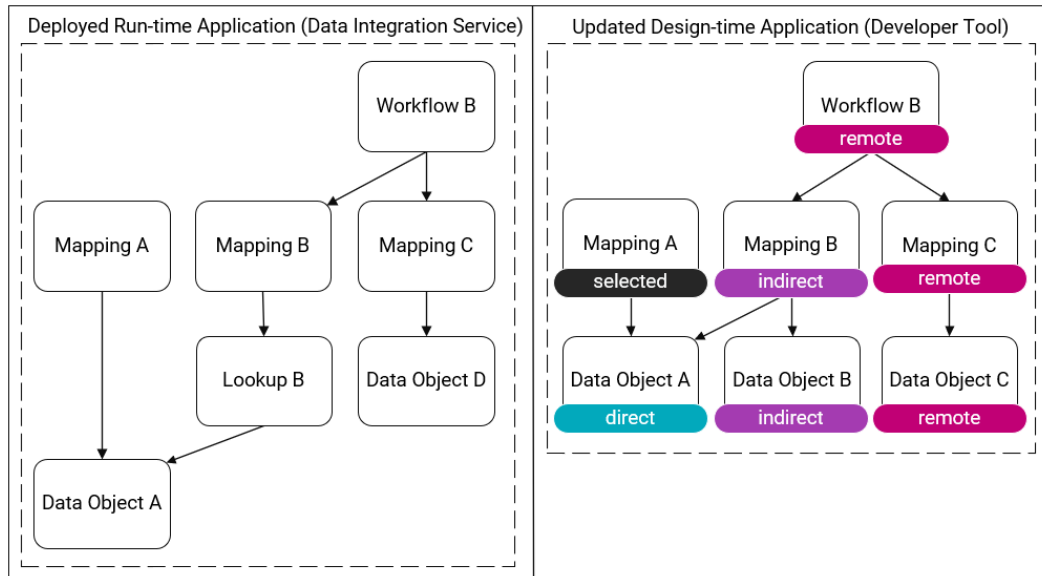 Deployed Run-time Application (Data Integration Service)
Workflow B
Mapping A
Mapping B
Mapping C
Lookup B
Data Object D
Data Object A
Updated Design-time Application (Developer Tool)
Workflow B
remote
Mapping A
selected
Mapping B
indirect
Mapping C
remote
Data Object A
direct
Data Object B
indirect
Data Object C
remote